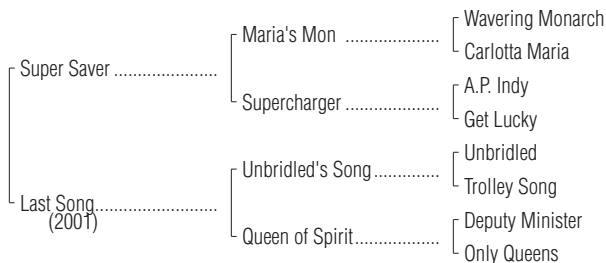 Wavering Monarch
Maria's Mon ....................
Carlotta Maria
Super Saver ......................
A.P. Indy
Supercharger ....................
Get Lucky
Unbridled
Unbridled's Song..............
Trolley Song
Last Song..........................
(2001)
Deputy Minister
Queen of Spirit..................
Only Queens